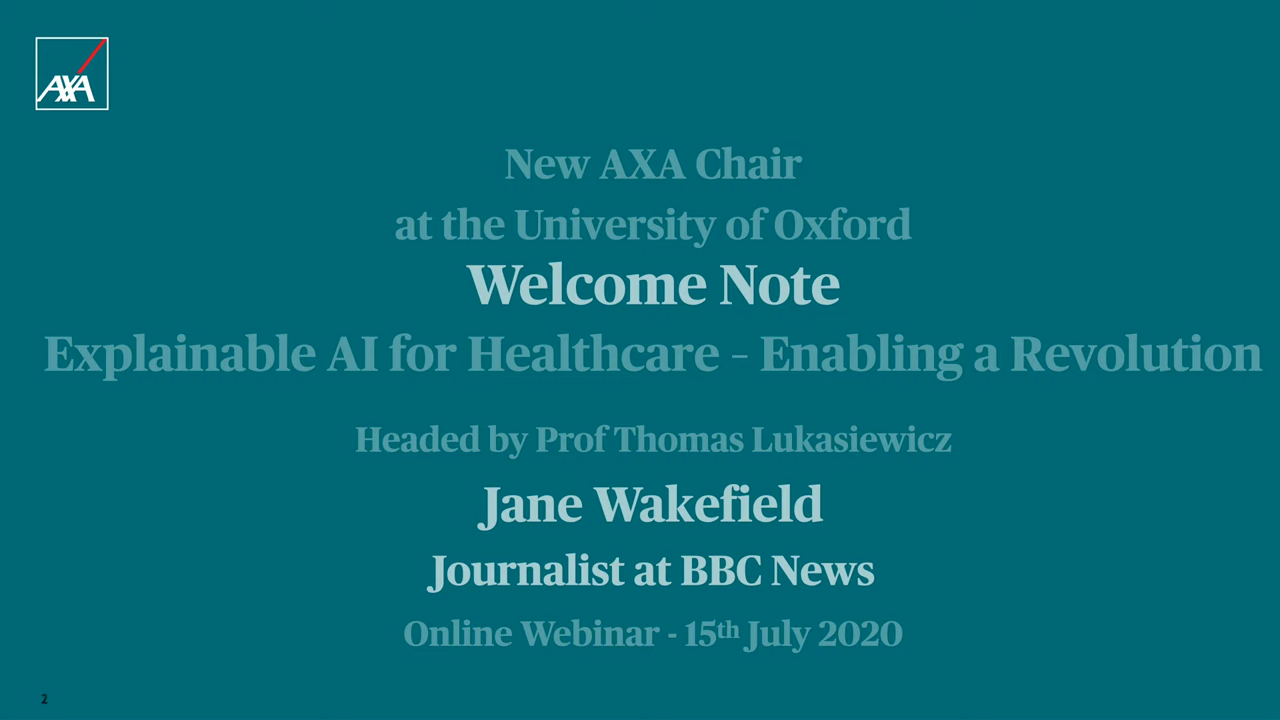 AXA
New AXA Chair
at the University of Oxford
Welcome Note
Explainable AI for Healthcare – Enabling a Revolution
Headed by Prof Thomas Lukasiewicz
Jane Wakefield
Journalist at BBC News
Online Webinar - 15th July 2020
2